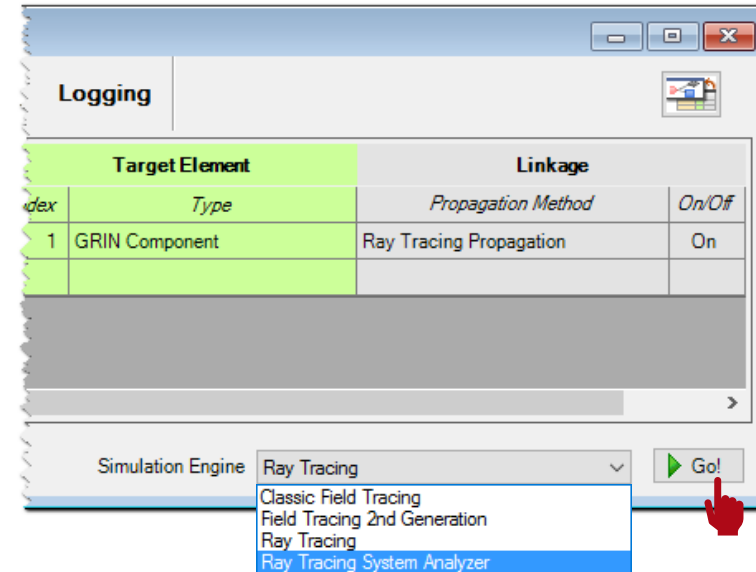 Logging
Target Element Linkage
dex Type Propagation Method On/Off
1 GRIN Component Ray Tracing Propagation On
Simulation Engine Ray Tracing Go!
Classic Field Tracing
Field Tracing 2nd Generation
Ray Tracing
Ray Tracing System Analyzer